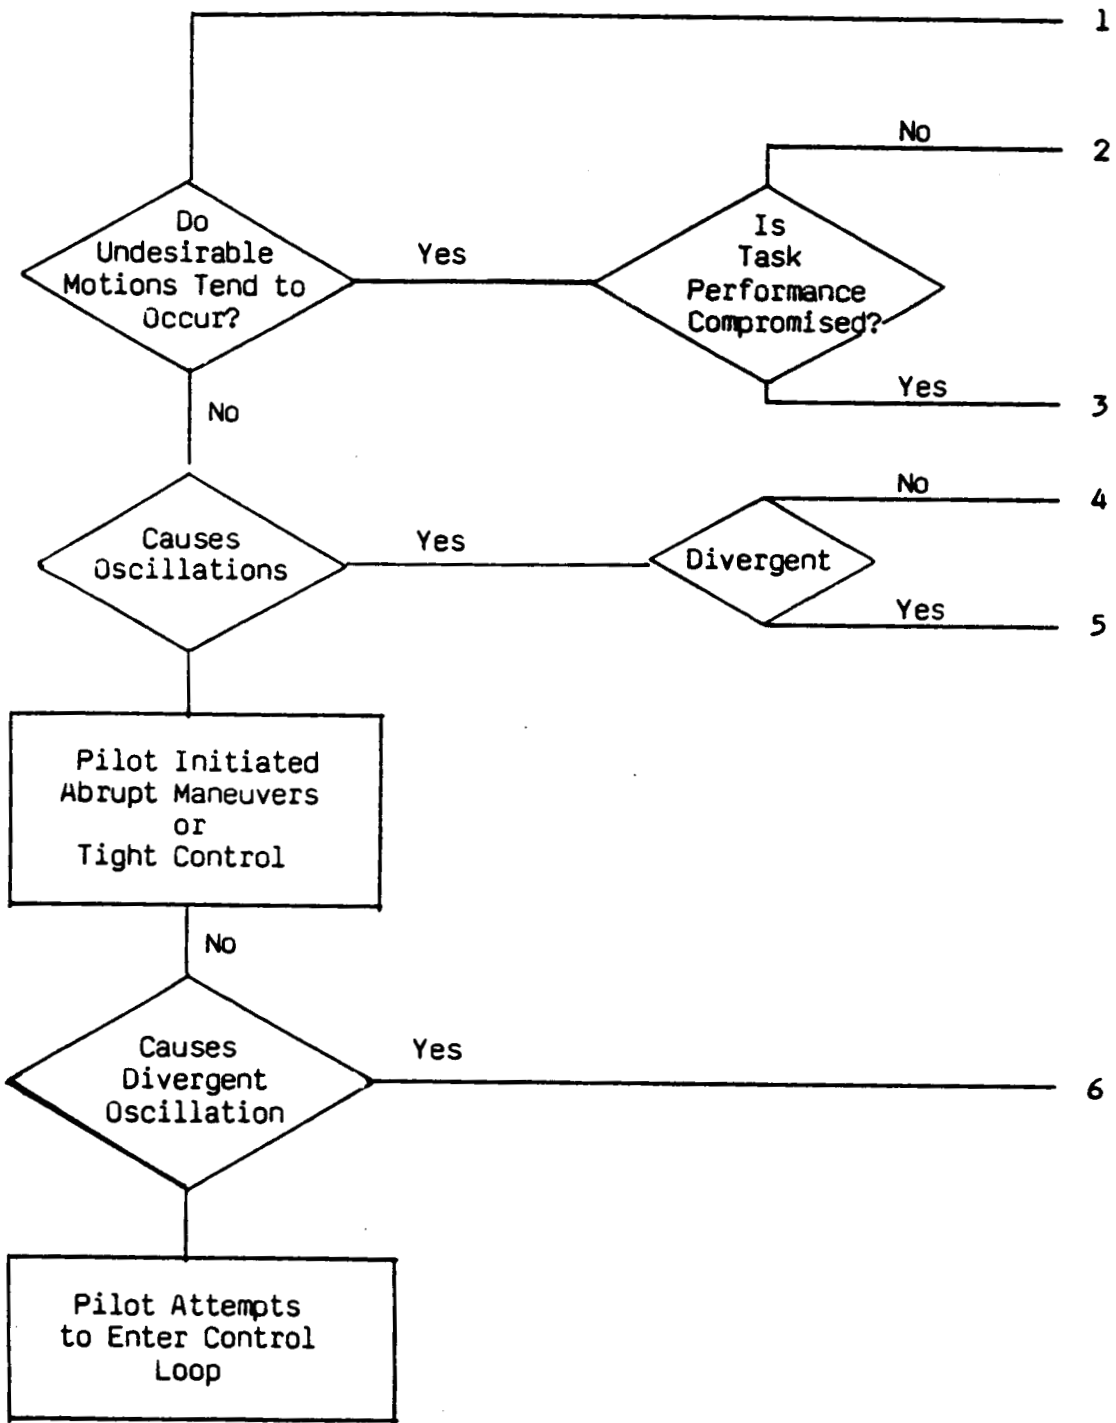 1
No
2
Do
Undesirable
Motions Tend to
Occur?
Yes
Is
Task
Performance
Compromised?
Yes
3
No
No
4
Causes
Oscillations
Yes
Divergent
Yes
5
Pilot Initiated
Abrupt Maneuvers
or
Tight Control
No
Causes
Divergent
Oscillation
Yes
6
Pilot Attempts
to Enter Control
Loop